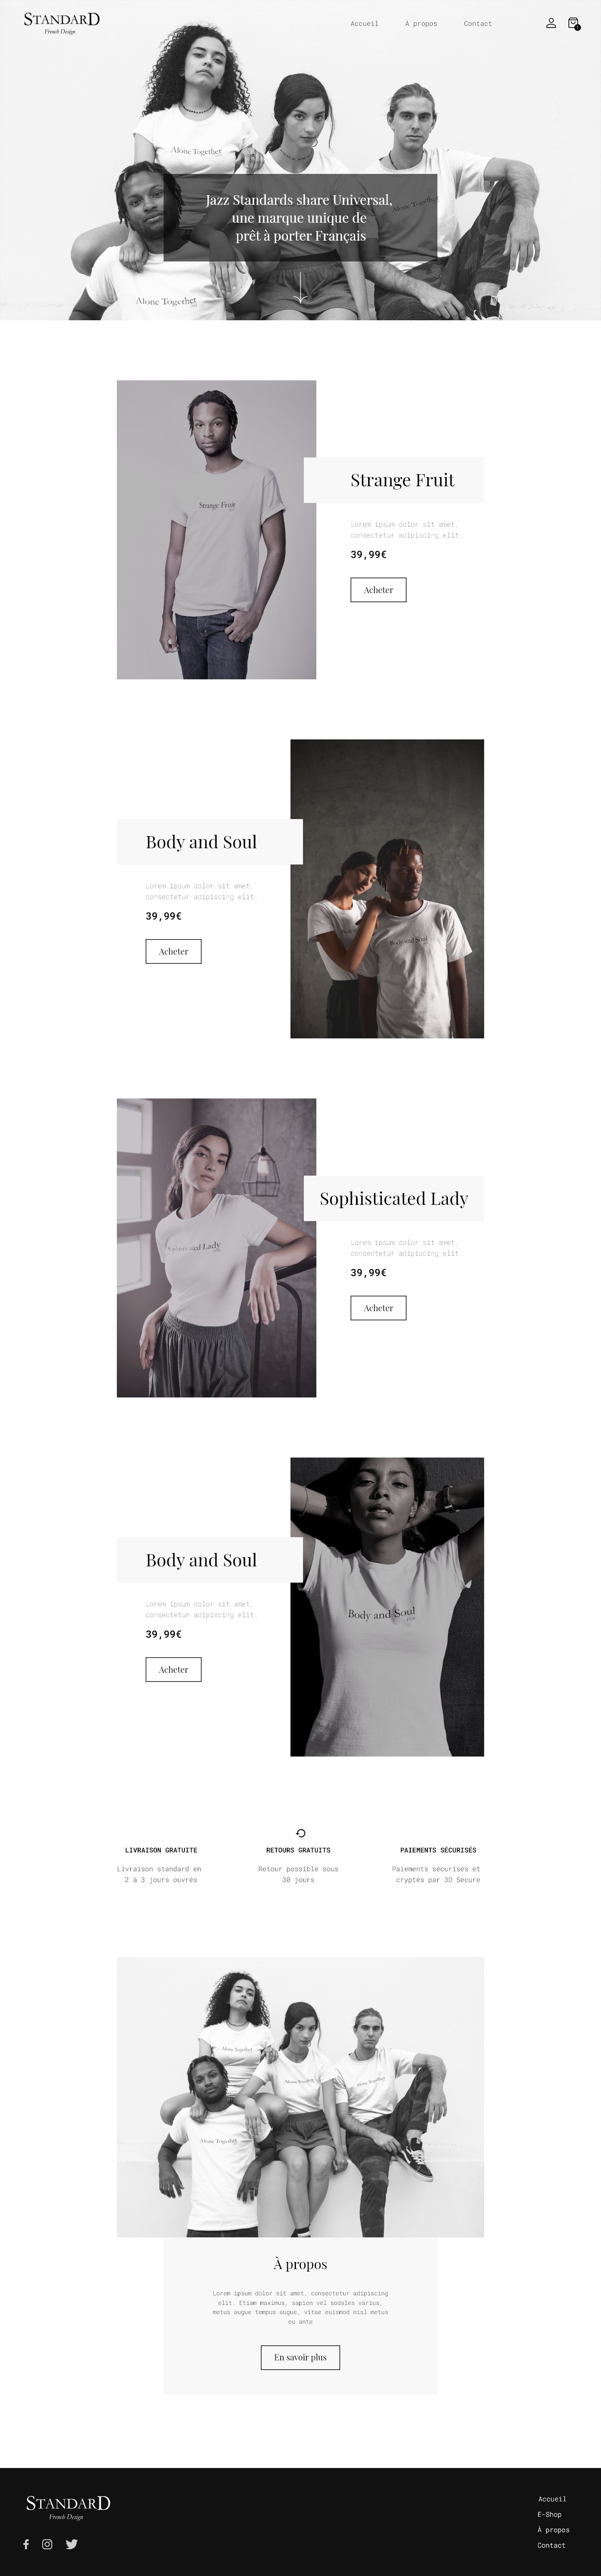 STANDARD
French Design
Accueil
À propos
Contact
1
Alone Together
Alone Together
Alone Together
Jazz Standards share Universal,
une marque unique de
prêt à porter Français
Strange Fruit
Strange Fruit
Lorem ipsum dolor sit amet,
consectetur adipiscing elit.
39,99€
Acheter
Body and Soul
Lorem ipsum dolor sit amet,
consectetur adipiscing elit.
39,99€
Acheter
Body and Soul
Sophisticated Lady
Lorem ipsum dolor sit amet,
consectetur adipiscing elit.
39,99€
Acheter
Body and Soul
Lorem ipsum dolor sit amet,
consectetur adipiscing elit.
39,99€
Acheter
Body and Soul
LIVRAISON GRATUITE
Livraison standard en
2 à 3 jours ouvrés
RETOURS GRATUITS
Retour possible sous
30 jours
PAIEMENTS SÉCURISÉS
Paiements sécurisés et
cryptés par 3D Secure
Alone Together
Alone Together
Alone Together
Alone Together
À propos
Lorem ipsum dolor sit amet, consectetur adipiscing
elit. Etiam maximus, sapien vel sodales varius,
metus augue tempus augue, vitae euismod nisl metus
eu ante
En savoir plus
STANDARD
French Design
Accueil
E-Shop
À propos
Contact